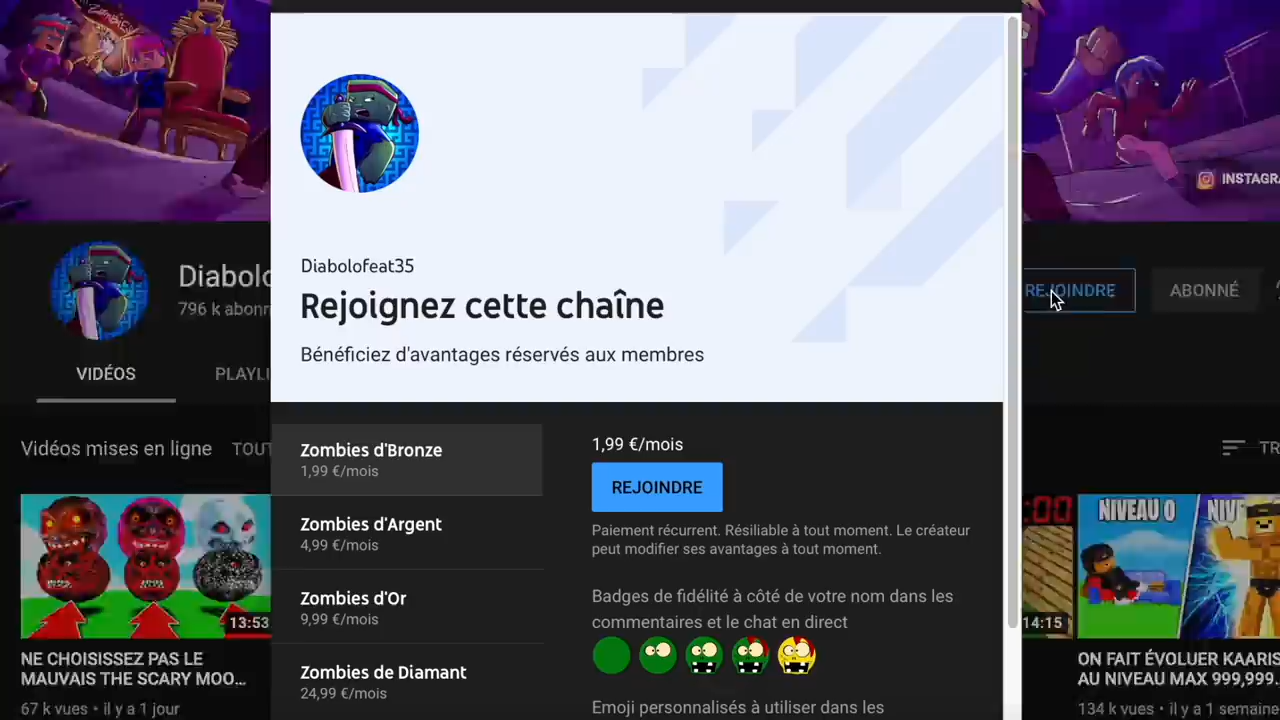 INSTAGRA
Diabolofeat35
Rejoignez cette chaîne
Bénéficiez d'avantages réservés aux membres
Diabolo
796 k abonn
REJOINDRE
ABONNÉ
VIDÉOS
PLAYLI
Vidéos mises en ligne
TOUT
TR
Zombies d'Bronze
1,99 €/mois
Zombies d'Argent
4,99 €/mois
Zombies d'Or
9,99 €/mois
Zombies de Diamant
24,99 €/mois
1,99 €/mois
REJOINDRE
Paiement récurrent. Résiliable à tout moment. Le créateur
peut modifier ses avantages à tout moment.
Badges de fidélité à côté de votre nom dans les
commentaires et le chat en direct
Emoji personnalisés à utiliser dans les
13:53
NE CHOISISSEZ PAS LE
MAUVAIS THE SCARY MOO...
67 k vues • il y a 1 jour
:00
14:15
NIVEAU 0
NIVE
ON FAIT ÉVOLUER KAARIS
AU NIVEAU MAX 999,999...
134 k vues • il y a 1 semaine